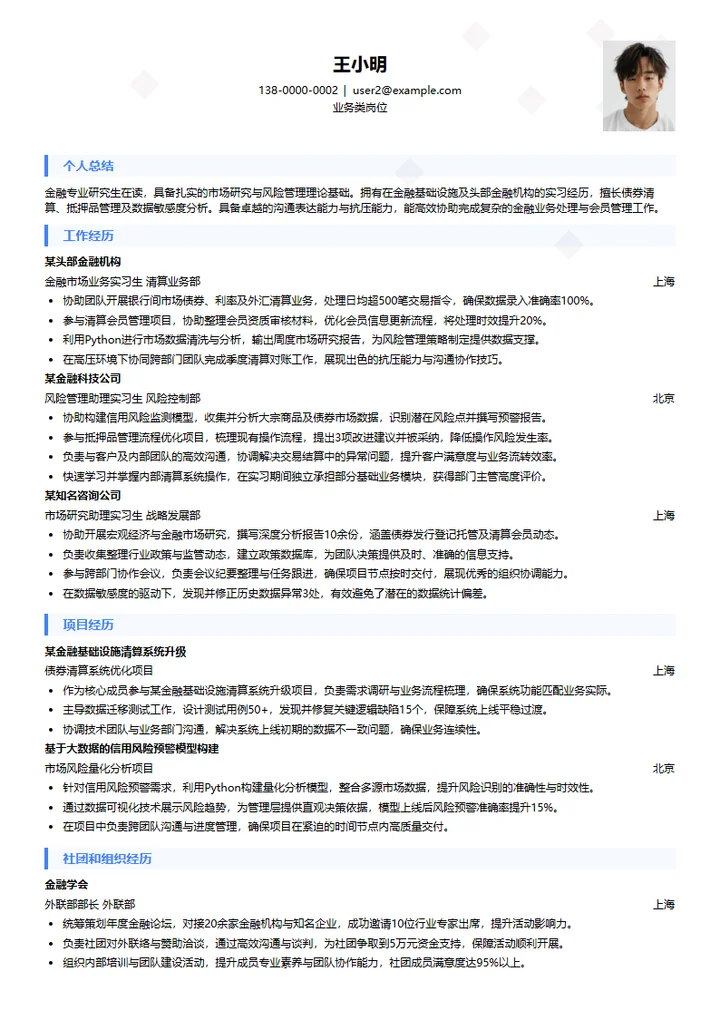 王小明
138-0000-0002 | user2@example.com
业务类岗位
个人总结
金融专业研究生在读，具备扎实的市场研究与风险管理理论基础。拥有在金融基础设施及头部金融机构的实习经历，擅长债券清
算、抵押品管理及数据敏感度分析。具备卓越的沟通表达能力与抗压能力，能高效协助完成复杂的金融业务处理与会员管理工作。
工作经历
某头部金融机构
金融市场业务实习生 清算业务部 上海
• 协助团队开展银行间市场债券、利率及外汇清算业务，处理日均超500笔交易指令，确保数据录入准确率100%。
• 参与清算会员管理项目，协助整理会员资质审核材料，优化会员信息更新流程，将处理时效提升20%。
• 利用Python进行市场数据清洗与分析，输出周度市场研究报告，为风险管理策略制定提供数据支撑。
• 在高压环境下协同跨部门团队完成季度清算对账工作，展现出色的抗压能力与沟通协作技巧。
某金融科技公司
风险管理助理实习生 风险控制部 北京
• 协助构建信用风险监测模型，收集并分析大宗商品及债券市场数据，识别潜在风险点并撰写预警报告。
• 参与抵押品管理流程优化项目，梳理现有操作流程，提出3项改进建议并被采纳，降低操作风险发生率。
• 负责与客户及内部团队的高效沟通，协调解决交易结算中的异常问题，提升客户满意度与业务流转效率。
• 快速学习并掌握内部清算系统操作，在实习期间独立承担部分基础业务模块，获得部门主管高度评价。
某知名咨询公司
市场研究助理实习生 战略发展部 上海
• 协助开展宏观经济与金融市场研究，撰写深度分析报告10余份，涵盖债券发行登记托管及清算会员动态。
• 负责收集整理行业政策与监管动态，建立政策数据库，为团队决策提供及时、准确的信息支持。
• 参与跨部门协作会议，负责会议纪要整理与任务跟进，确保项目节点按时交付，展现优秀的组织协调能力。
• 在数据敏感度的驱动下，发现并修正历史数据异常3处，有效避免了潜在的数据统计偏差。
项目经历
某金融基础设施清算系统升级
债券清算系统优化项目 上海
• 作为核心成员参与某金融基础设施清算系统升级项目，负责需求调研与业务流程梳理，确保系统功能匹配业务实际。
• 主导数据迁移测试工作，设计测试用例50+，发现并修复关键逻辑缺陷15个，保障系统上线平稳过渡。
• 协调技术团队与业务部门沟通，解决系统上线初期的数据不一致问题，确保业务连续性。
基于大数据的信用风险预警模型构建
市场风险量化分析项目 北京
• 针对信用风险预警需求，利用Python构建量化分析模型，整合多源市场数据，提升风险识别的准确性与时效性。
• 通过数据可视化技术展示风险趋势，为管理层提供直观决策依据，模型上线后风险预警准确率提升15%。
• 在项目中负责跨团队沟通与进度管理，确保项目在紧迫的时间节点内高质量交付。
社团和组织经历
金融学会
外联部部长 外联部 上海
• 统筹策划年度金融论坛，对接20余家金融机构与知名企业，成功邀请10位行业专家出席，提升活动影响力。
• 负责社团对外联络与赞助洽谈，通过高效沟通与谈判，为社团争取到5万元资金支持，保障活动顺利开展。
• 组织内部培训与团队建设活动，提升成员专业素养与团队协作能力，社团成员满意度达95%以上。